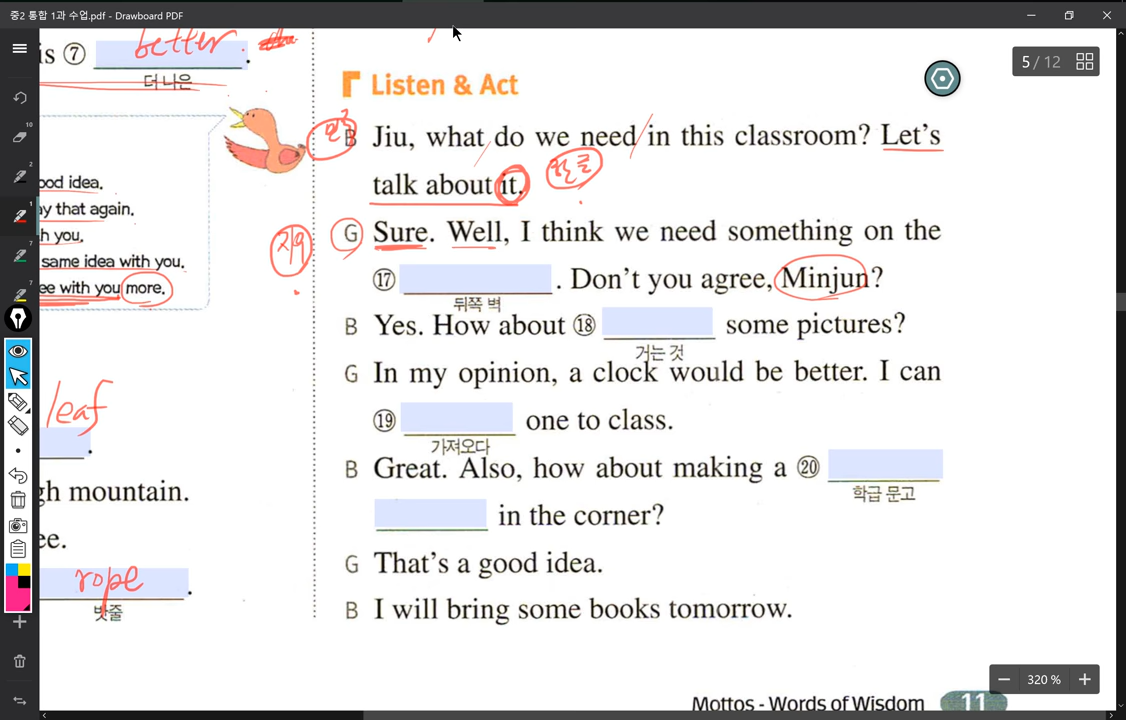 중2 통합 1과 수업.pdf - Drawboard PDF
5 / 12
is ⑦ better.
더 나은
ood idea.
ay that again.
h you.
same idea with you.
ee with you more.
leaf
.
gh mountain.
ee.
rope .
밧줄
Listen & Act
B Jiu, what do we need in this classroom? Let's
talk about it.
G Sure. Well, I think we need something on the
⑰ . Don't you agree, Minjun?
뒤쪽 벽
B Yes. How about ⑱ some pictures?
거는 것
G In my opinion, a clock would be better. I can
⑲ one to class.
가져오다
B Great. Also, how about making a ⑳
학급 문고
in the corner?
G That's a good idea.
B I will bring some books tomorrow.
320 %
Mottos - Words of Wisdom 11